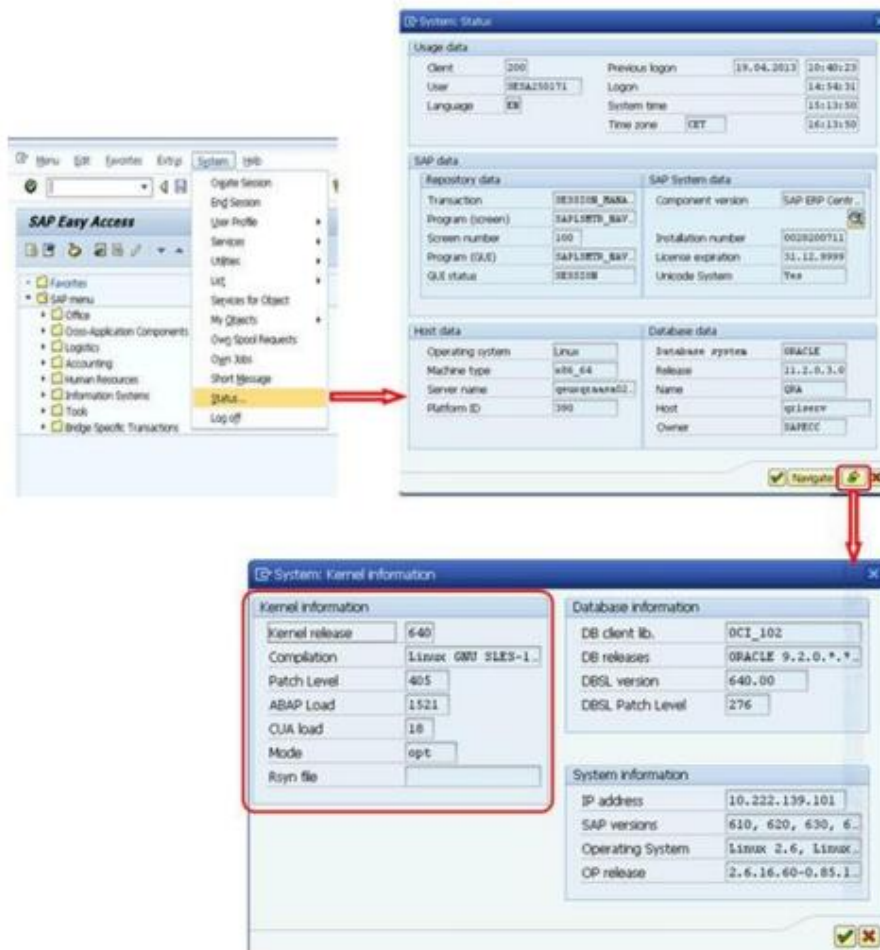 System: Status
Usage data
Client 200 Previous logon 19.04.2013 10:40:23
User SESA250171 Logon 14:54:31
Language EN System time 15:13:50
Time zone CET 16:13:50
SAP data
Repository data SAP System data
Transaction SESSION_MANA.. Component version SAP ERP Centr..
Program (screen) SAPLSMTR_NAV..
Screen number 100 Installation number 0020200711
Program (GUI) SAPLSMTR_NAV.. License expiration 31.12.9999
GUI status SESSION Unicode System Yes
Host data Database data
Operating system Linux Database system ORACLE
Machine type x86_64 Release 11.2.0.3.0
Server name Name QRA
Platform ID 390 Host
Owner SAPECC
Navigate
Menu Edit Favorites Extras System Help
SAP Easy Access
Favorites
SAP menu
Office
Cross-Application Components
Logistics
Accounting
Human Resources
Information Systems
Tools
Bridge Specific Transactions
Create Session
End Session
User Profile
Services
Utilities
List
Services for Object
My Objects
Own Spool Requests
Own Jobs
Short Message
Status...
Log off
System: Kernel information
Kernel information Database information
Kernel release 640 DB client lib. OCI_102
Compilation Linux GNU SLES-1.. DB releases ORACLE 9.2.0.*.*..
Patch Level 405 DBSL version 640.00
ABAP Load 1521 DBSL Patch Level 276
CUA load 18
Mode opt
Rsyn file
System information
IP address 10.222.139.101
SAP versions 610, 620, 630, 6..
Operating System Linux 2.6, Linux..
OP release 2.6.16.60-0.85.1..